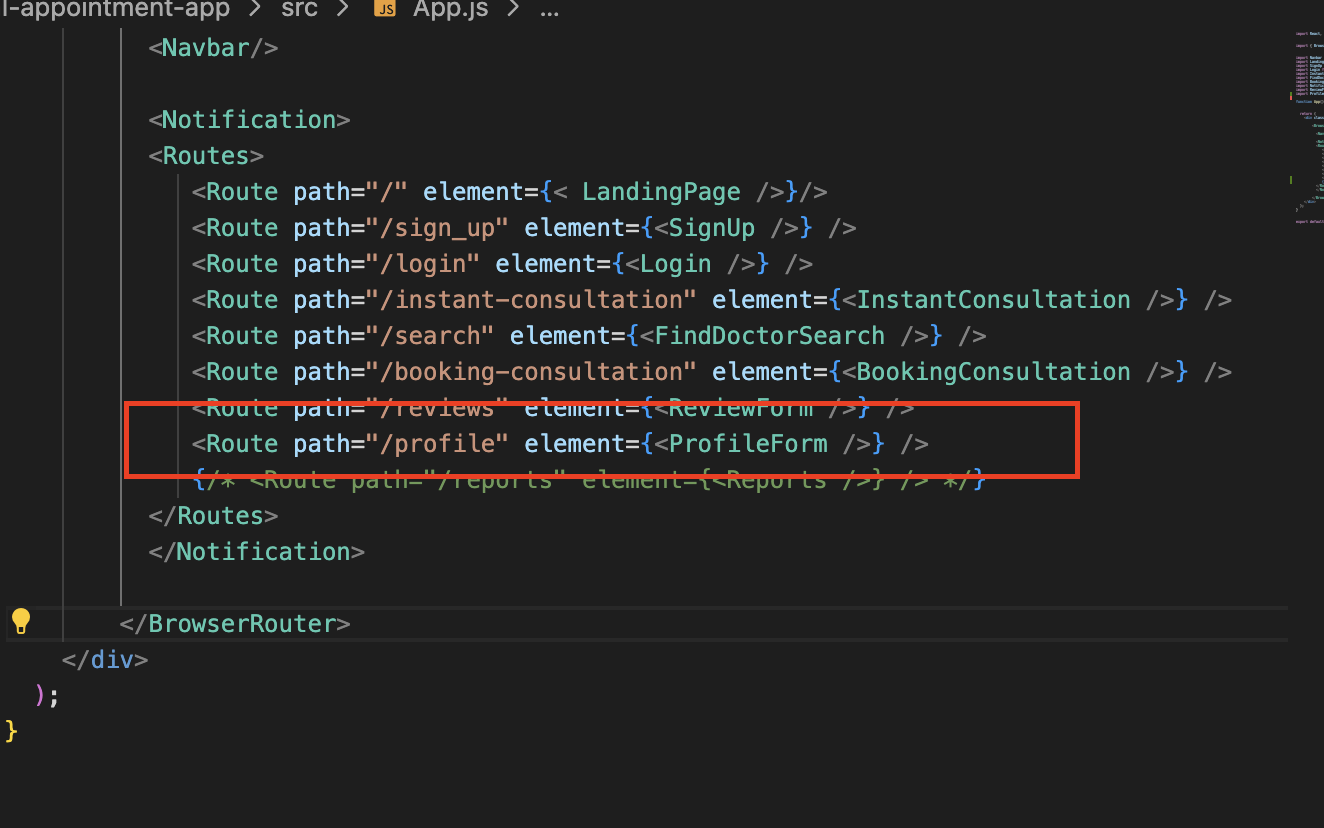 l-appointment-app > src > JS App.js > ...
<Navbar/>
<Notification>
<Routes>
<Route path="/" element={< LandingPage />}/>
<Route path="/sign_up" element={<SignUp />} />
<Route path="/login" element={<Login />} />
<Route path="/instant-consultation" element={<InstantConsultation />} />
<Route path="/search" element={<FindDoctorSearch />} />
<Route path="/booking-consultation" element={<BookingConsultation />} />
<Route path="/reviews" element={<ReviewForm />} />
<Route path="/profile" element={<ProfileForm />} />
{/* <Route path="/reports" element={<Reports />} /> */}
</Routes>
</Notification>
</BrowserRouter>
</div>
);
}